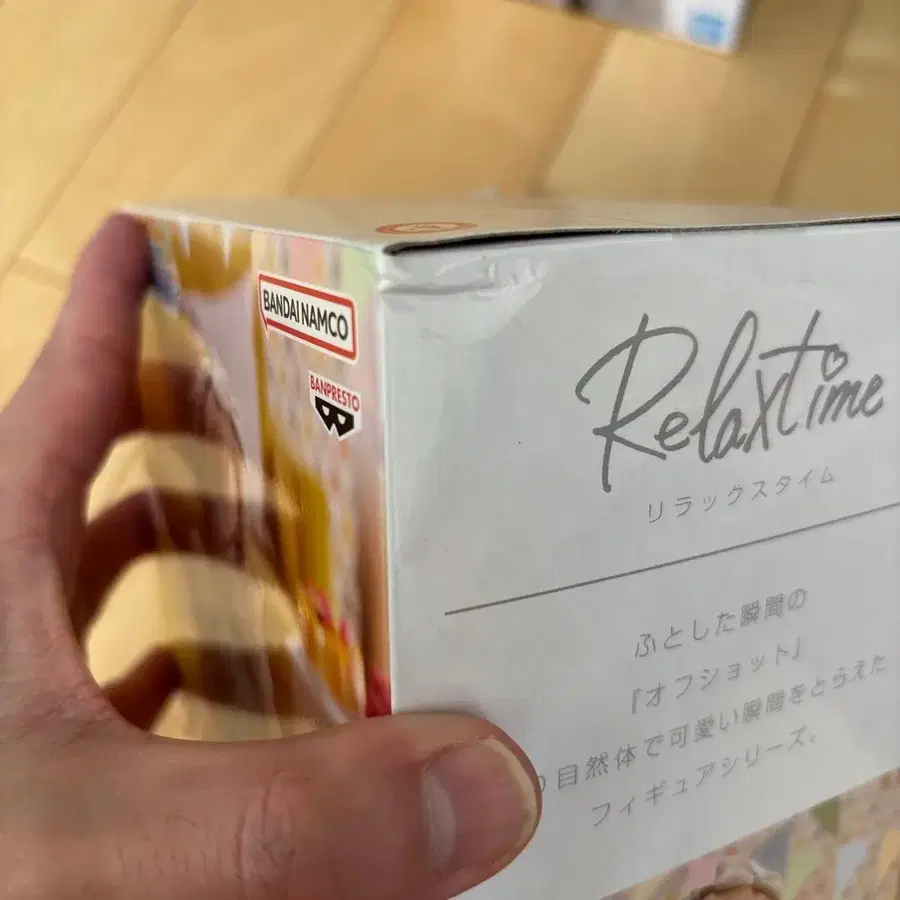 BANDAI NAMCO
BANPRESTO
Relaxtime
リラックスタイム
ふとした瞬間の
『オフショット』
自然体で可愛い瞬間をとらえた
フィギュアシリーズ。